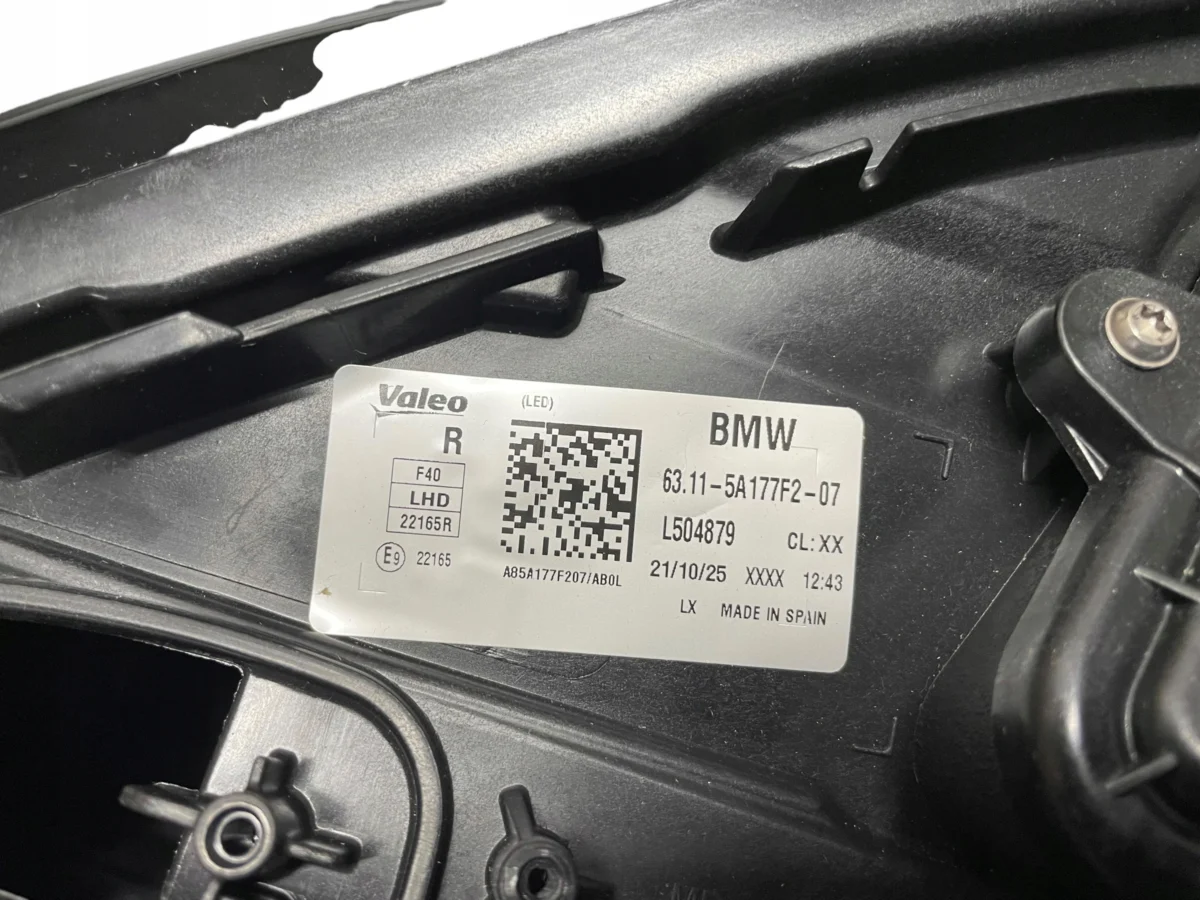 Valeo
(LED)
R
F40
LHD
22165R
E9 22165
A85A177F207/AB0L
BMW
63.11-5A177F2-07
L504879 CL:XX
21/10/25 XXXX 12:43
LX MADE IN SPAIN